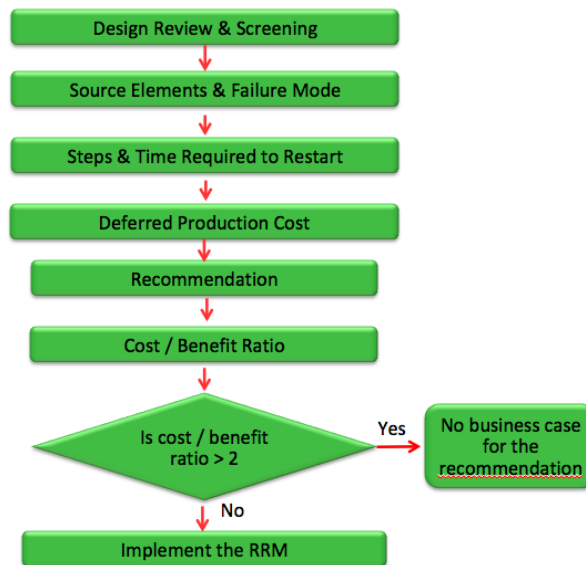 Design Review & Screening
Source Elements & Failure Mode
Steps & Time Required to Restart
Deferred Production Cost
Recommendation
Cost / Benefit Ratio
Is cost / benefit
ratio > 2
Yes
No business case
for the
recommendation
No
Implement the RRM